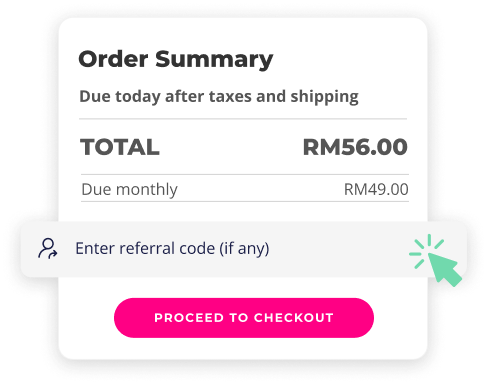 Order Summary
Due today after taxes and shipping
TOTAL RM56.00
Due monthly RM49.00
Enter referral code (if any)
PROCEED TO CHECKOUT